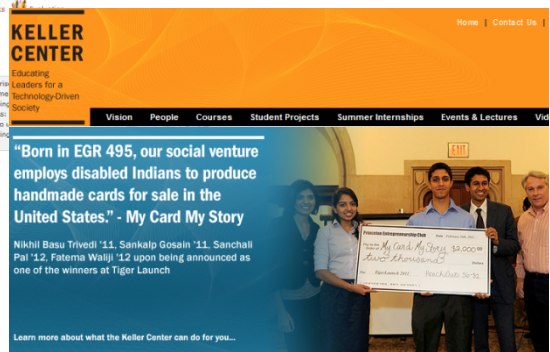 Home | Contact Us |
KELLER
CENTER
Educating
Leaders for a
Technology-Driven
Society
Vision People Courses Student Projects Summer Internships Events & Lectures Vid
“Born in EGR 495, our social venture
employs disabled Indians to produce
handmade cards for sale in the
United States.” - My Card My Story
Nikhil Basu Trivedi '11, Sankalp Gosain '11, Sanchali
Pal '12, Fatema Waliji '12 upon being announced as
one of the winners at Tiger Launch
Learn more about what the Keller Center can do for you...
EXIT
Princeton Entrepreneurship Club
My Card My Story $2,000
two thousand
Tiger Launch